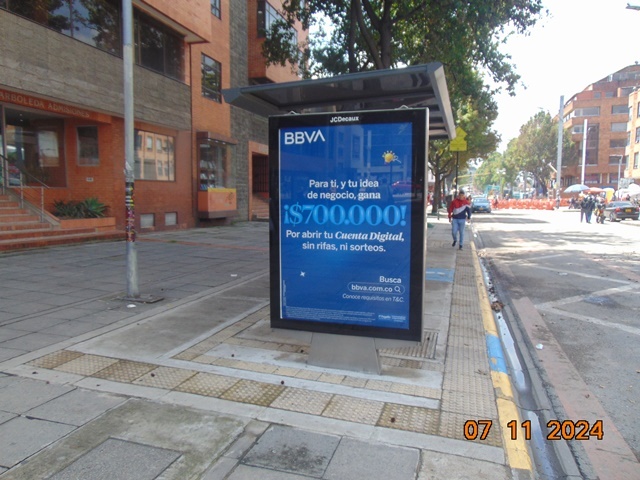 ARBOLEDA
JCDecaux
BBVA
Para ti, y tu idea
de negocio, gana
¡$700.000!
Por abrir tu Cuenta Digital,
sin rifas, ni sorteos.
Busca
bbva.com.co
Conoce requisitos en T&C
07 11 2024